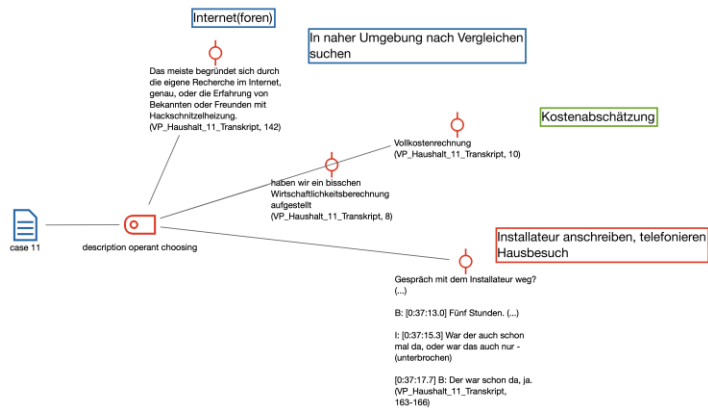 Internet(foren)
In naher Umgebung nach Vergleichen
suchen
Das meiste begründet sich durch
die eigene Recherche im Internet,
genau, oder die Erfahrung von
Bekannten oder Freunden mit
Hackschnitzelheizung.
(VP_Haushalt_11_Transkript, 142)
Kostenabschätzung
Vollkostenrechnung
(VP_Haushalt_11_Transkript, 10)
haben wir ein bisschen
Wirtschaftlichkeitsberechnung
aufgestellt
(VP_Haushalt_11_Transkript, 8)
case 11
description operant choosing
Installateur anschreiben, telefonieren
Hausbesuch
Gespräch mit dem Installateur weg?
(...)
B: [0:37:13.0] Fünf Stunden. (...)
I: [0:37:15.3] War der auch schon
mal da, oder war das auch nur -
(unterbrochen)
[0:37:17.7] B: Der war schon da, ja.
(VP_Haushalt_11_Transkript,
163-166)